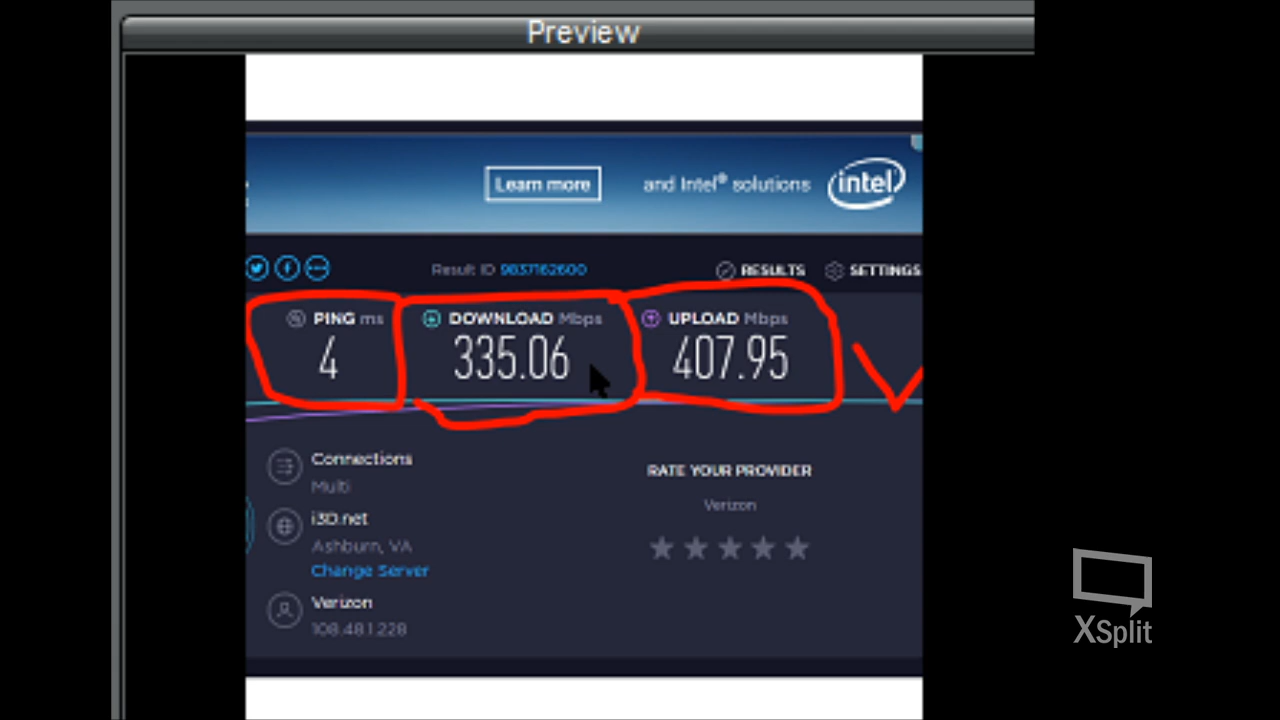 Preview
Learn more
and Intel® solutions
intel
Result ID 9837162600
RESULTS
SETTINGS
PING ms
DOWNLOAD Mbps
UPLOAD Mbps
4
335.06
407.95
Connections
Multi
RATE YOUR PROVIDER
Verizon
i3D.net
Ashburn, VA
Change Server
Verizon
108.48.1.228
XSplit